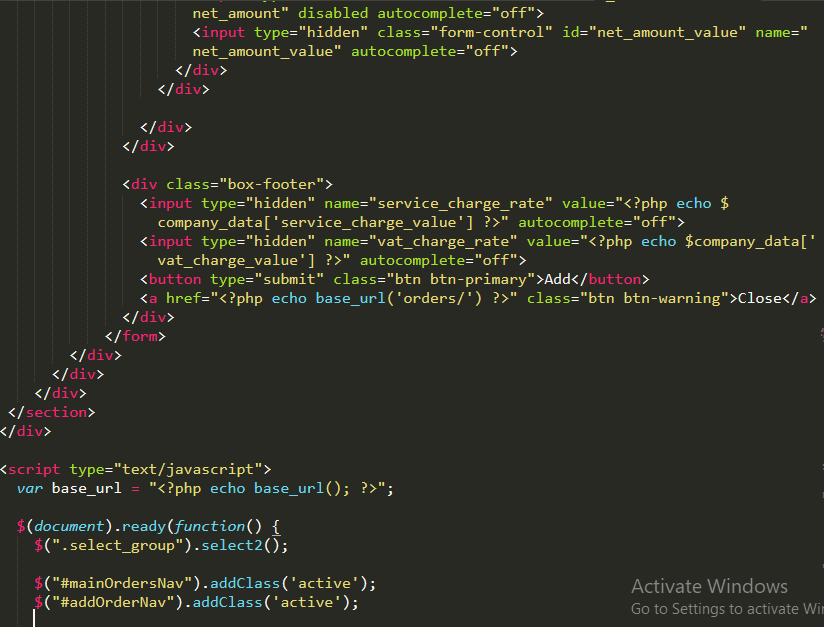 net_amount" disabled autocomplete="off">
<input type="hidden" class="form-control" id="net_amount_value" name="
net_amount_value" autocomplete="off">
</div>
</div>
</div>
</div>
<div class="box-footer">
<input type="hidden" name="service_charge_rate" value="<?php echo $
company_data['service_charge_value'] ?>" autocomplete="off">
<input type="hidden" name="vat_charge_rate" value="<?php echo $company_data['
vat_charge_value'] ?>" autocomplete="off">
<button type="submit" class="btn btn-primary">Add</button>
<a href="<?php echo base_url('orders/') ?>" class="btn btn-warning">Close</a>
</div>
</form>
</div>
</div>
</div>
</section>
</div>
<script type="text/javascript">
var base_url = "<?php echo base_url(); ?>";
$(document).ready(function() {
$(".select_group").select2();
$("#mainOrdersNav").addClass('active');
$("#addOrderNav").addClass('active');
Activate Windows
Go to Settings to activate Win